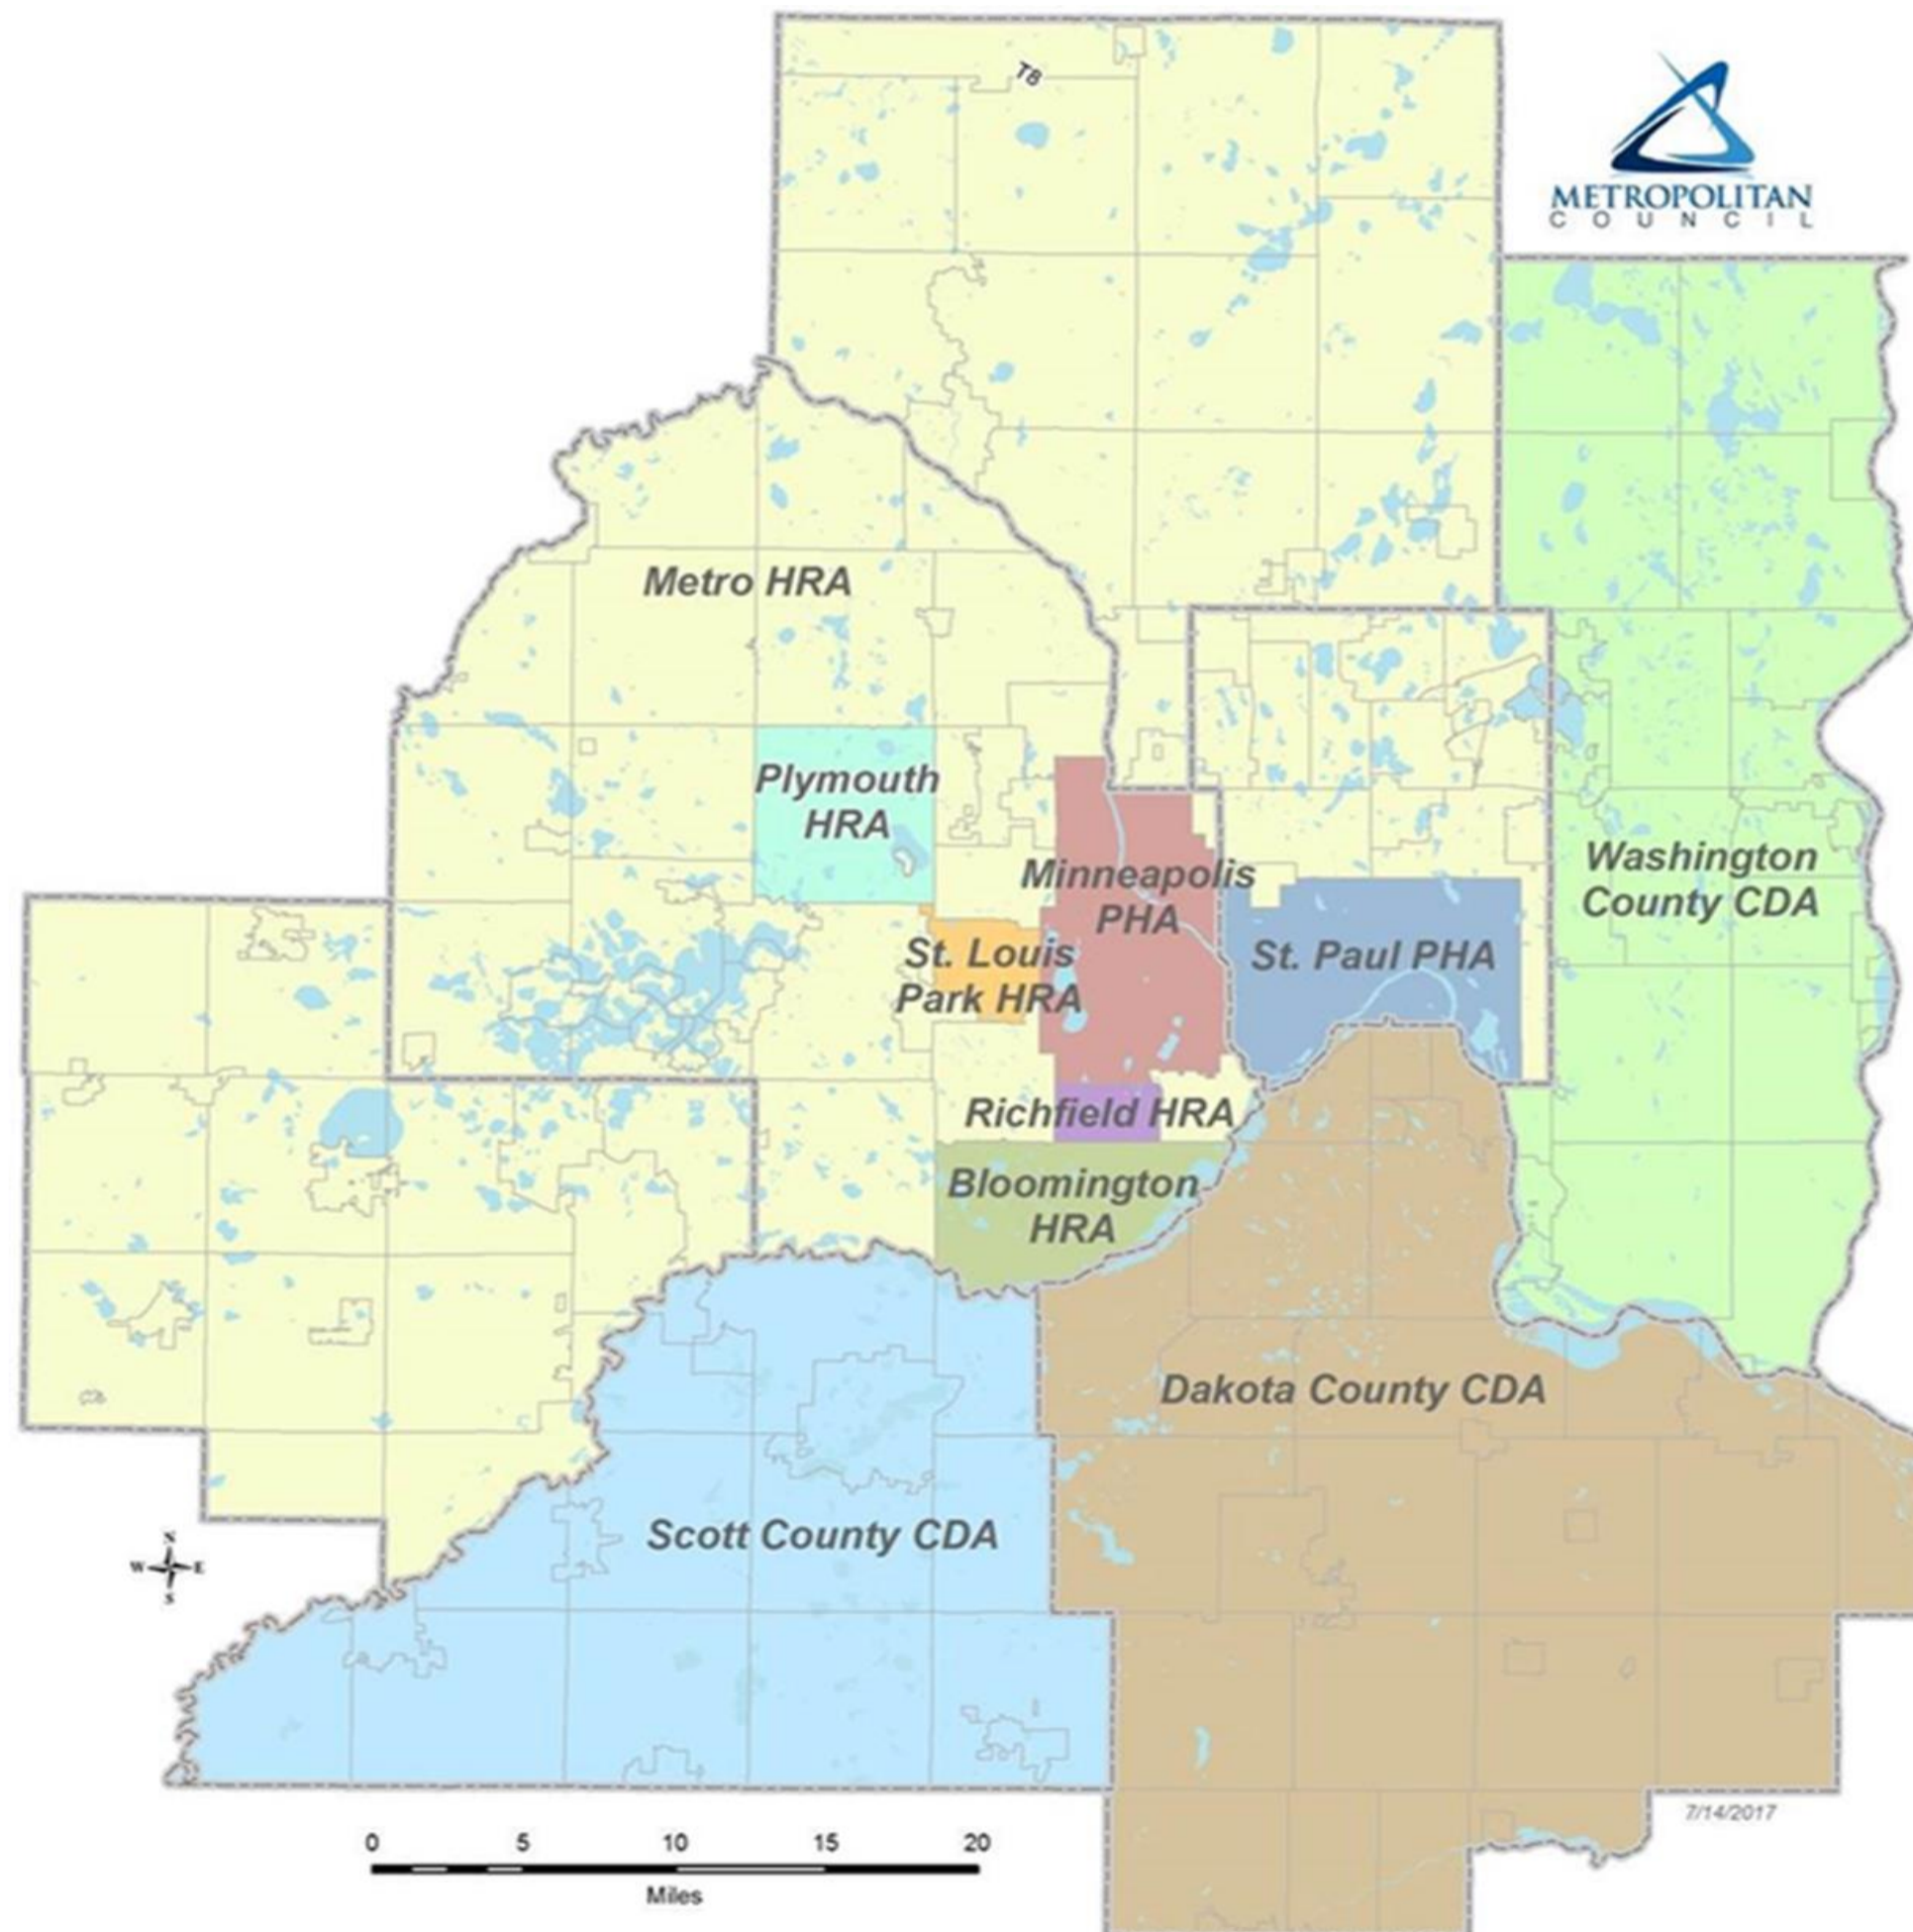 T8
METROPOLITAN
COUNCIL
Metro HRA
Plymouth
HRA
Minneapolis
PHA
Washington
County CDA
St. Louis
Park HRA
St. Paul PHA
Richfield HRA
Bloomington
HRA
Dakota County CDA
Scott County CDA
N
W E
S
7/14/2017
0 5 10 15 20
Miles